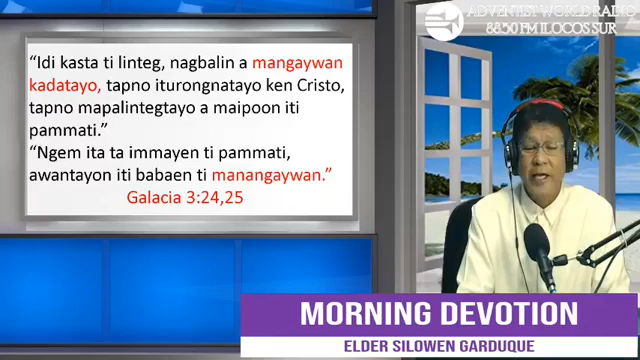 ADVENTIST WORLD RADIO
88.50 FM ILOCOS SUR
“Idi kasta ti linteg, nagbalin a mangaywan
kadatayo, tapno iturongnatayo ken Cristo,
tapno mapalintegtayo a maipoon iti
pammati.”
“Ngem ita ta immayen ti pammati,
awantayon iti babaen ti manangaywan.”
Galacia 3:24,25
MORNING DEVOTION
ELDER SILOWEN GARDUQUE